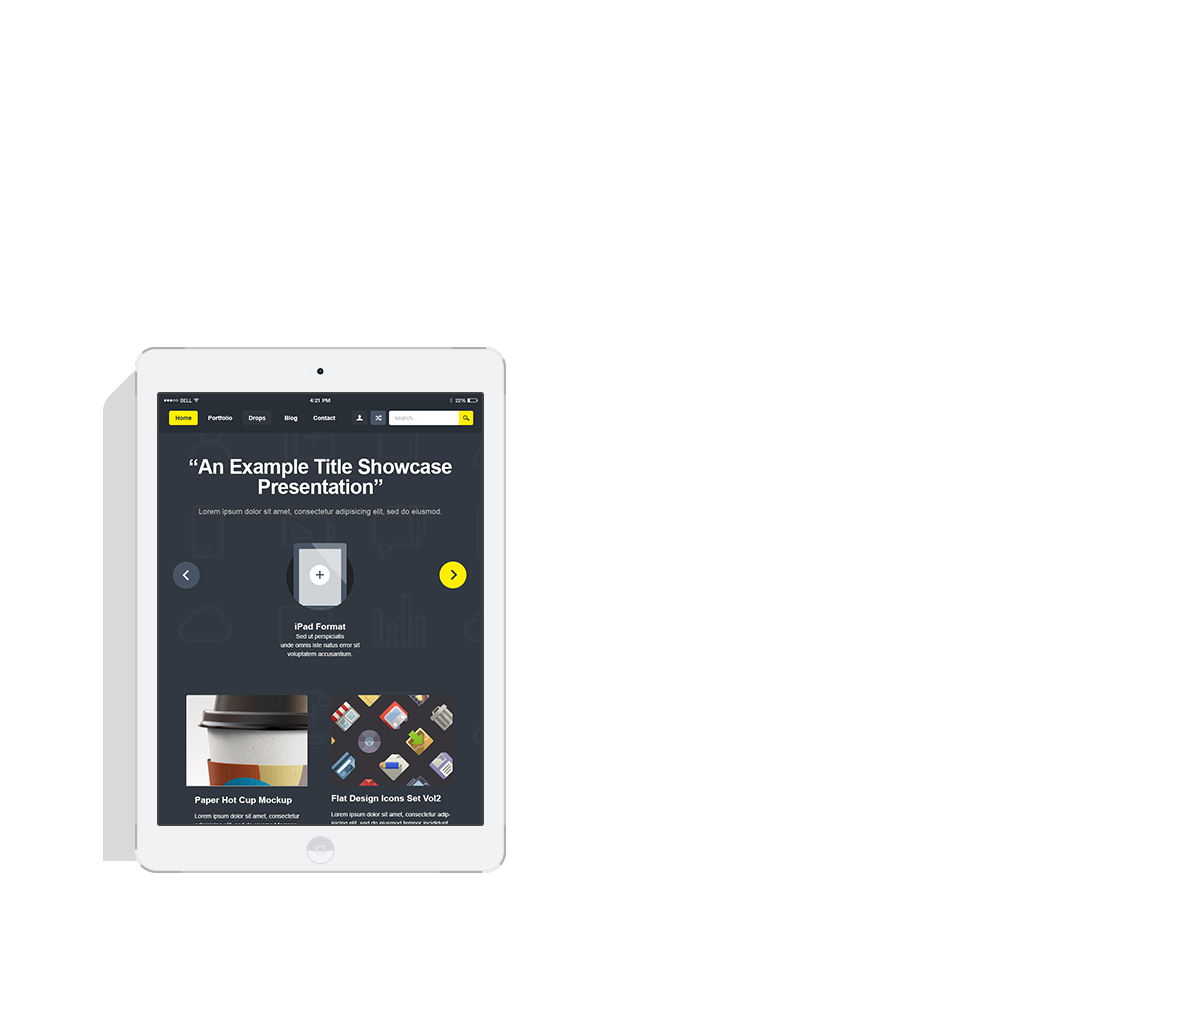 SELL 4:21 PM 22%
Home Portfolio Drops Blog Contact search...
“An Example Title Showcase
Presentation”
Lorem ipsum dolor sit amet, consectetur adipisicing elit, sed do eiusmod.
iPad Format
Sed ut perspiciatis
unde omnis iste natus error sit
voluptatem accusantium.
Paper Hot Cup Mockup
Lorem ipsum dolor sit amet, consectetur
Flat Design Icons Set Vol2
Lorem ipsum dolor sit amet, consectetur adip-
isicing elit, sed do eiusmod tempor incididunt